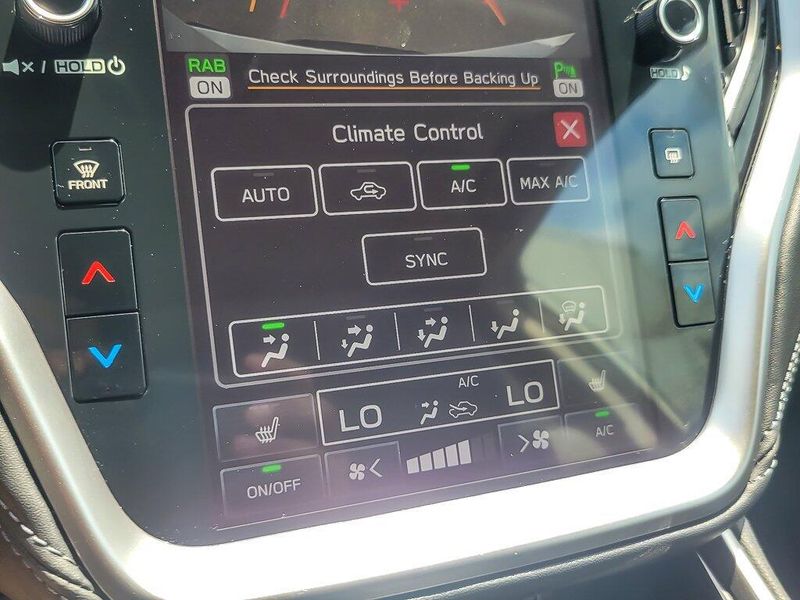 HOLD
HOLD
RAB
ON
Check Surroundings Before Backing Up
ON
Climate Control
FRONT
AUTO
A/C
MAX A/C
SYNC
LO
A/C
LO
ON/OFF
A/C